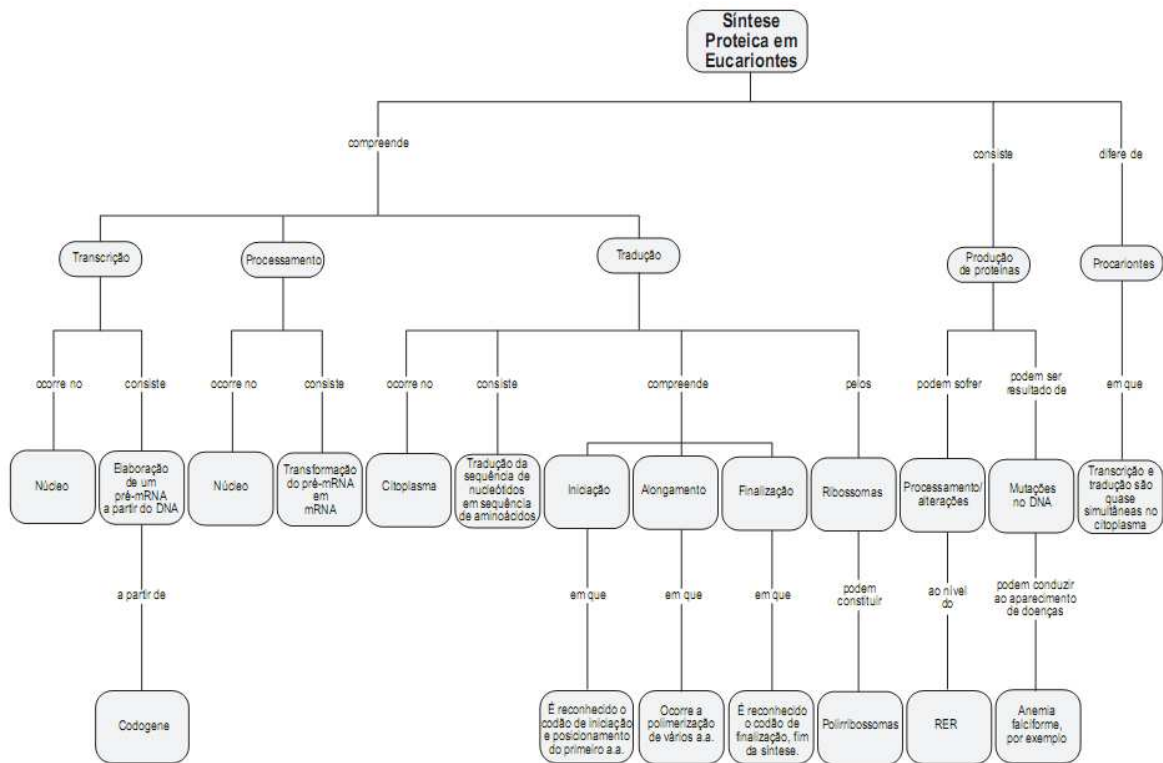 Síntese
Proteica em
Eucariontes
compreende
consiste
difere de
Transcrição
Processamento
Tradução
Produção
de proteínas
Procariontes
ocorre no
consiste
ocorre no
consiste
ocorre no
consiste
compreende
pelos
podem sofrer
podem ser
resultado de
em que
Núcleo
Elaboração
de um
pré-mRNA
a partir do DNA
Núcleo
Transformação
do pré-mRNA
em
mRNA
Citoplasma
Tradução da
sequência de
nucleótidos
em sequência
de aminoácidos
Iniciação
Alongamento
Finalização
Ribossomas
Processamento/
alterações
Mutações
no DNA
Transcrição e
tradução são
quase
simultâneas no
citoplasma
a partir de
em que
em que
em que
podem
constituir
ao nível
do
podem conduzir
ao aparecimento
de doenças
Codogene
É reconhecido o
codão de iniciação
e posicionamento
do primeiro a.a.
Ocorre a
polimerização
de vários a.a.
É reconhecido
o codão de
finalização, fim
da síntese.
Polirribossomas
RER
Anemia
falciforme,
por exemplo